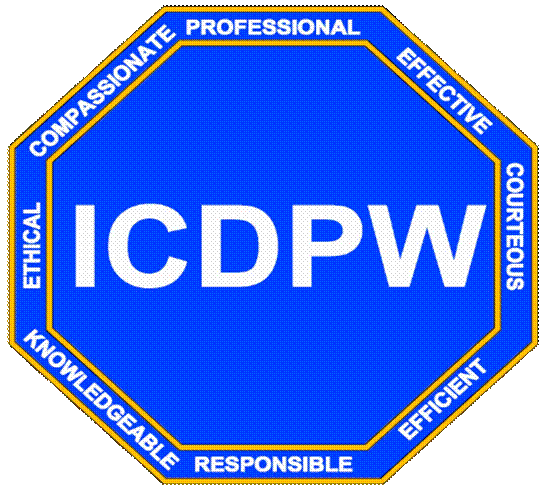 PROFESSIONAL
EFFECTIVE
COURTEOUS
EFFICIENT
RESPONSIBLE
KNOWLEDGEABLE
ETHICAL
COMPASSIONATE
ICDPW